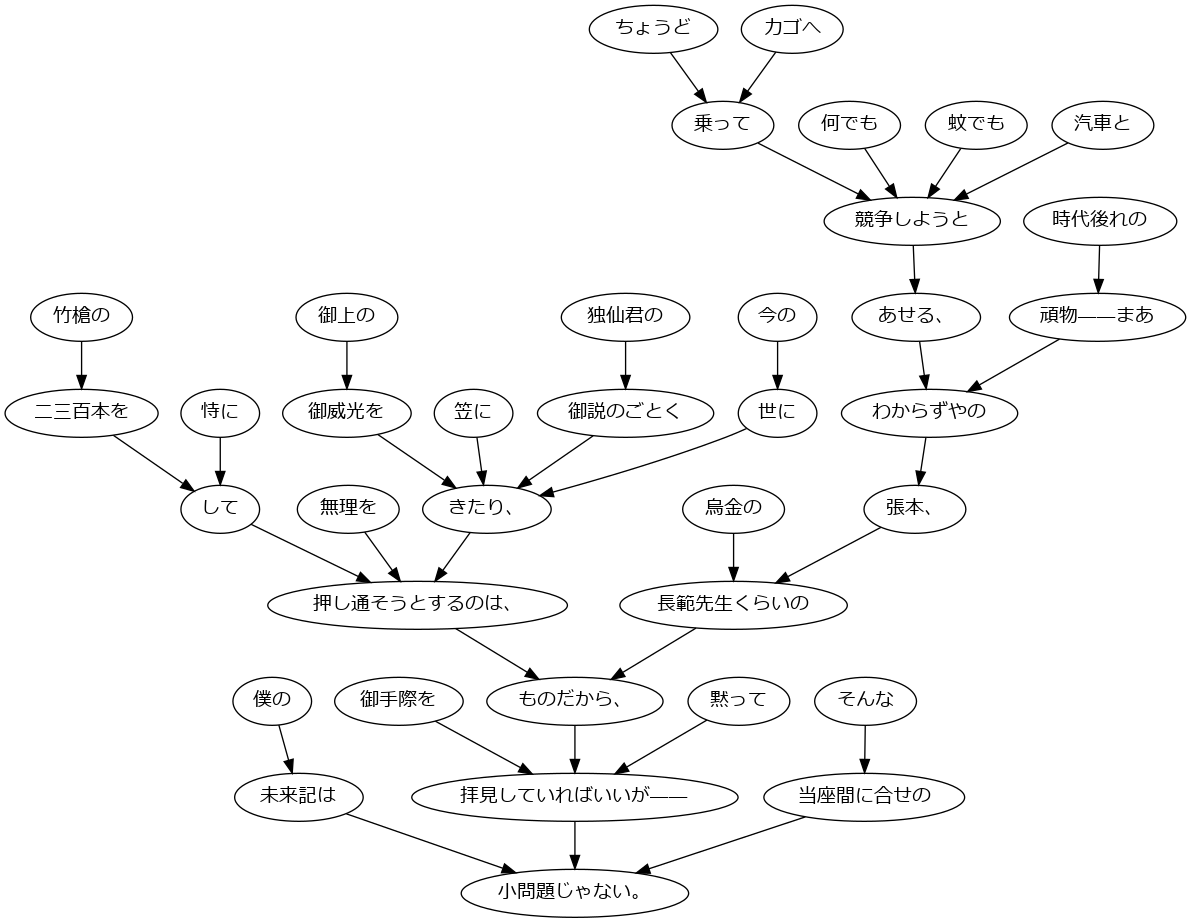 ちょうど カゴへ
乗って 何でも 蚊でも 汽車と
競争しようと 時代後れの
竹槍の 御上の 独仙君の 今の あせる、 頑物――まあ
二三百本を 恃に 御威光を 笠に 御説のごとく 世に わからずやの
して 無理を きたり、 烏金の 張本、
押し通そうとするのは、 長範先生くらいの
僕の 御手際を ものだから、 黙って そんな
未来記は 拝見していればいいが―― 当座間に合せの
小問題じゃない。